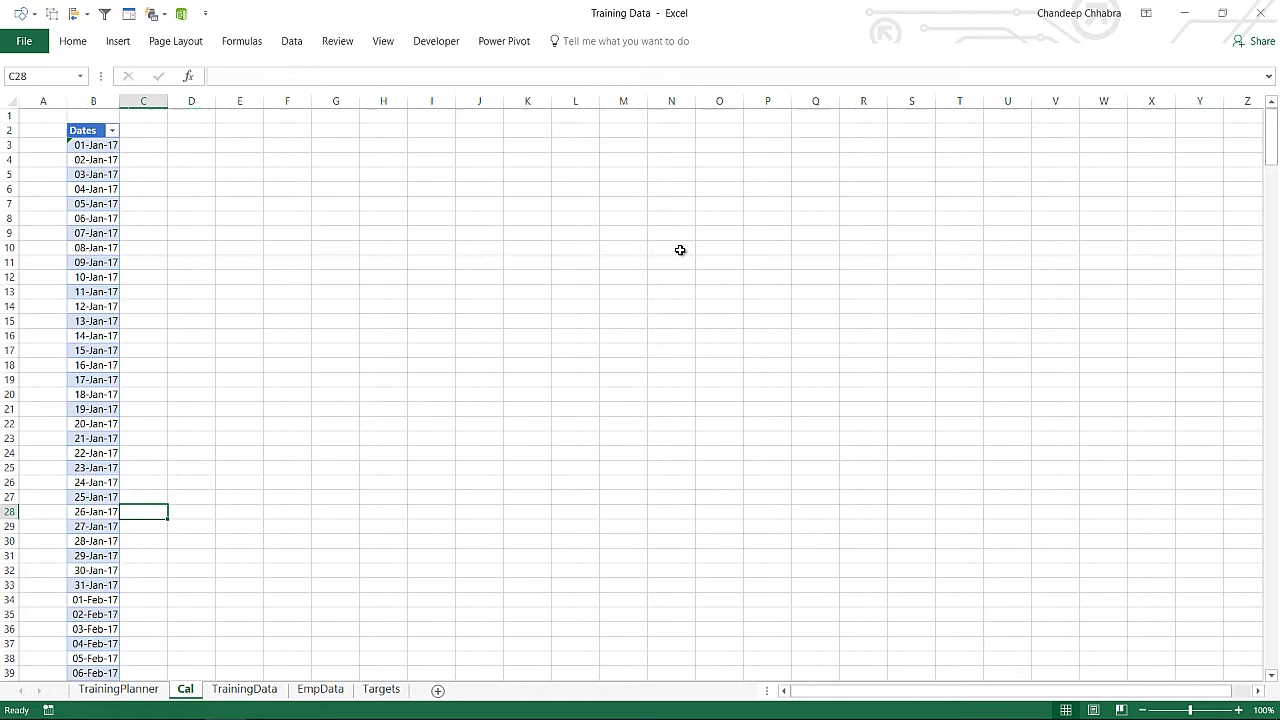 Training Data - Excel
Chandeep Chhabra
File
Home
Insert
Page Layout
Formulas
Data
Review
View
Developer
Power Pivot
Tell me what you want to do
Share
C28
fx
A B C D E F G H I J K L M N O P Q R S T U V W X Y Z
1
2 Dates
3 01-Jan-17
4 02-Jan-17
5 03-Jan-17
6 04-Jan-17
7 05-Jan-17
8 06-Jan-17
9 07-Jan-17
10 08-Jan-17
11 09-Jan-17
12 10-Jan-17
13 11-Jan-17
14 12-Jan-17
15 13-Jan-17
16 14-Jan-17
17 15-Jan-17
18 16-Jan-17
19 17-Jan-17
20 18-Jan-17
21 19-Jan-17
22 20-Jan-17
23 21-Jan-17
24 22-Jan-17
25 23-Jan-17
26 24-Jan-17
27 25-Jan-17
28 26-Jan-17
29 27-Jan-17
30 28-Jan-17
31 29-Jan-17
32 30-Jan-17
33 31-Jan-17
34 01-Feb-17
35 02-Feb-17
36 03-Feb-17
37 04-Feb-17
38 05-Feb-17
39 06-Feb-17
TrainingPlanner
Cal
TrainingData
EmpData
Targets
Ready
100%